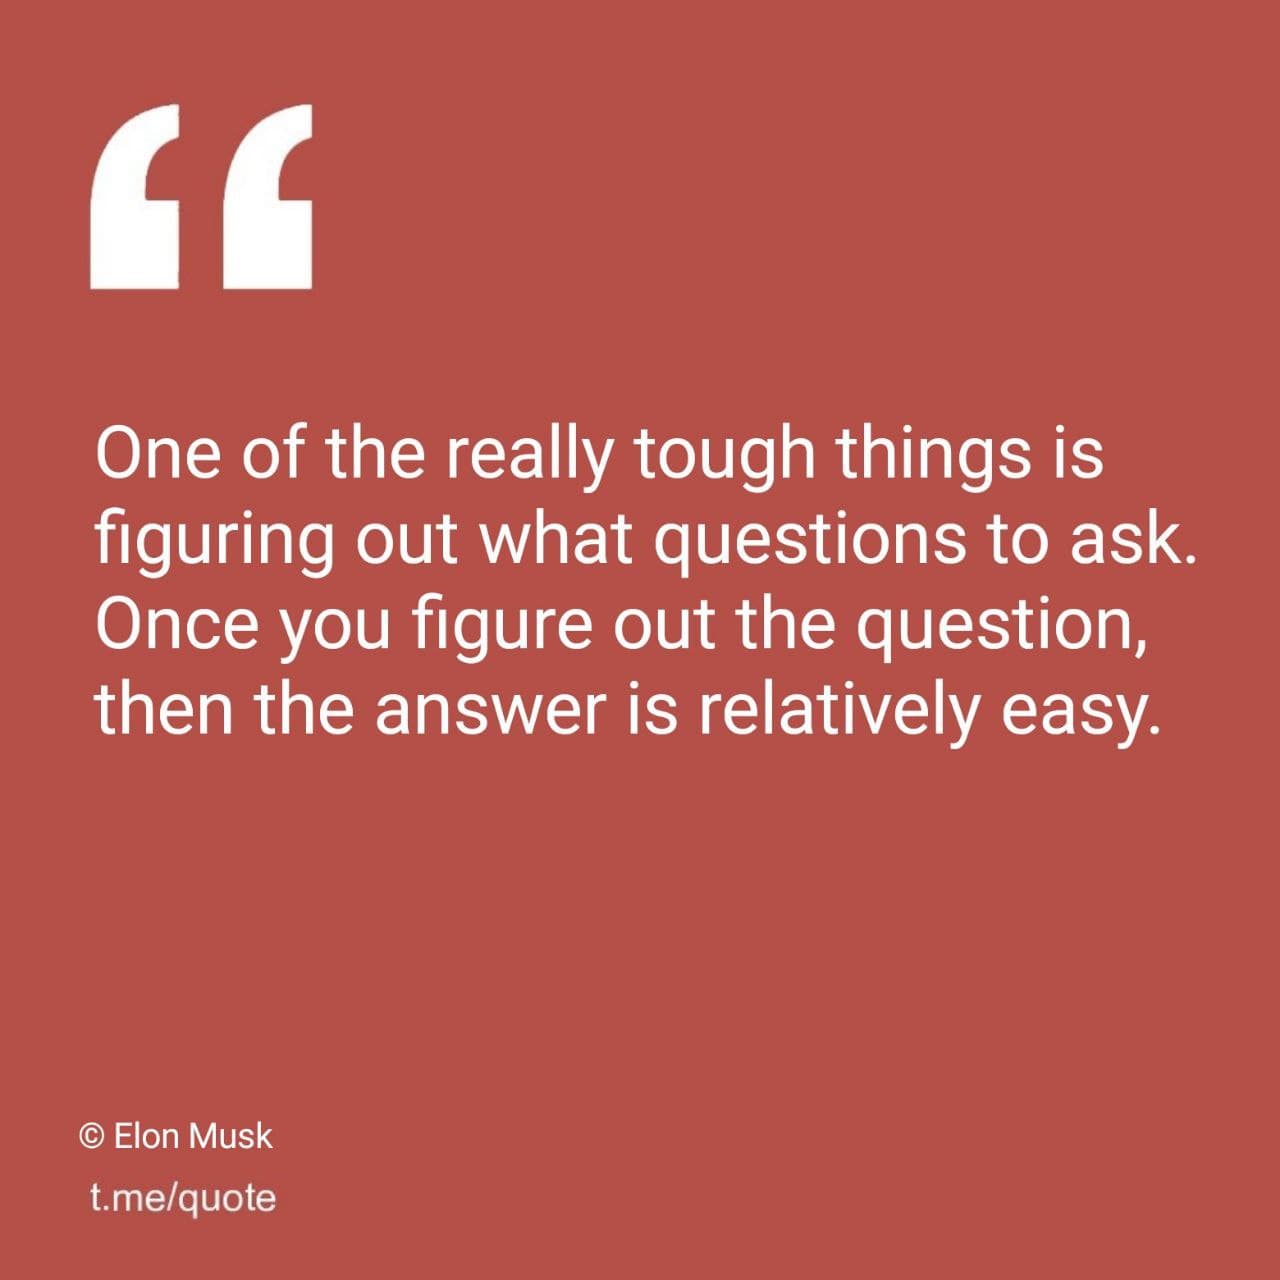 “
One of the really tough things is
figuring out what questions to ask.
Once you figure out the question,
then the answer is relatively easy.
© Elon Musk
t.me/quote